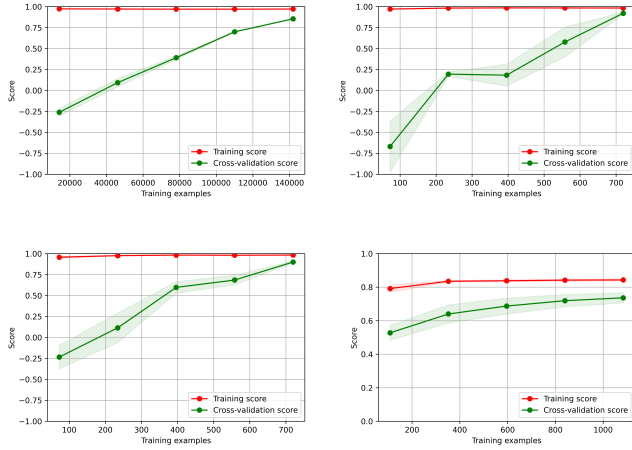 1.00
0.75
0.50
0.25
0.00
−0.25
−0.50
−0.75
−1.00
Score
20000 40000 60000 80000 100000 120000 140000
Training examples
Training score
Cross-validation score
1.00
0.75
0.50
0.25
0.00
−0.25
−0.50
−0.75
−1.00
Score
100 200 300 400 500 600 700
Training examples
Training score
Cross-validation score
1.00
0.75
0.50
0.25
0.00
−0.25
−0.50
−0.75
−1.00
Score
100 200 300 400 500 600 700
Training examples
Training score
Cross-validation score
1.0
0.8
0.6
0.4
0.2
0.0
Score
200 400 600 800 1000
Training examples
Training score
Cross-validation score